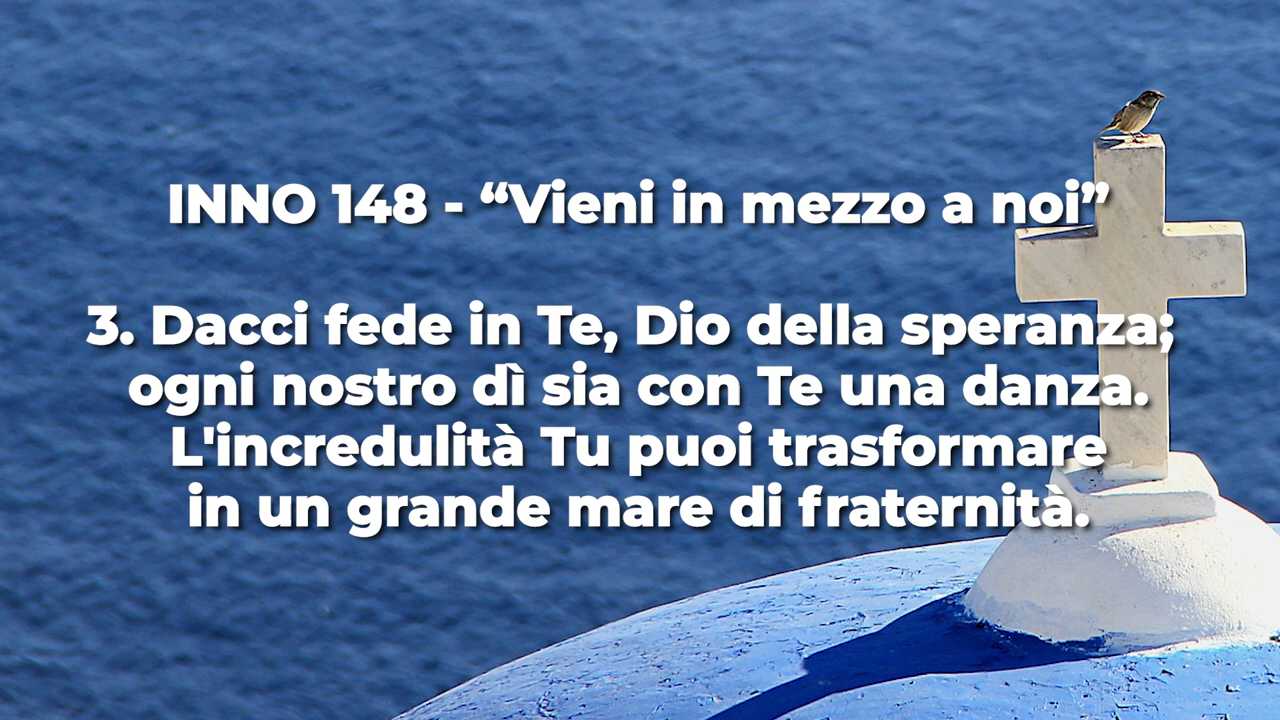 INNO 148 - “Vieni in mezzo a noi”
3. Dacci fede in Te, Dio della speranza;
ogni nostro dì sia con Te una danza.
L'incredulità Tu puoi trasformare
in un grande mare di fraternità.